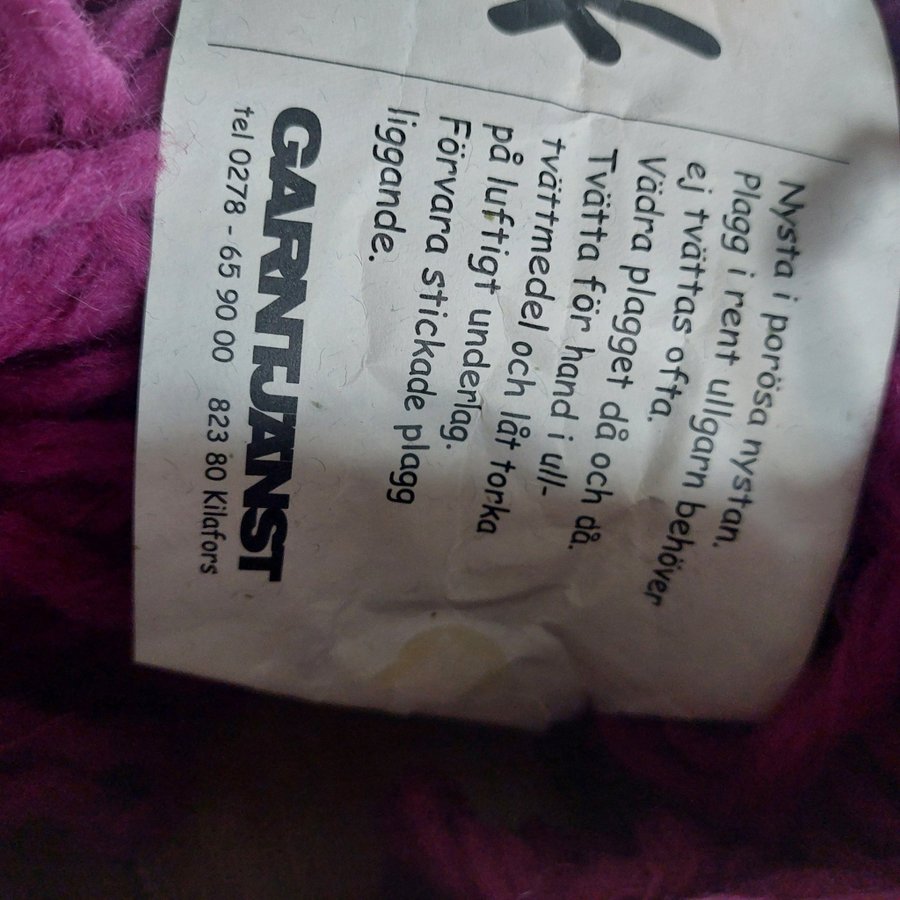 Nysta i porösa nystan.
Plagg i rent ullgarn behöver
ej tvättas ofta.
Vädra plagget då och då.
Tvätta för hand i ull-
tvättmedel och låt torka
på luftigt underlag.
Förvara stickade plagg
liggande.
GARNTJÄNST
tel 0278 - 65 90 00 823 80 Kilafors